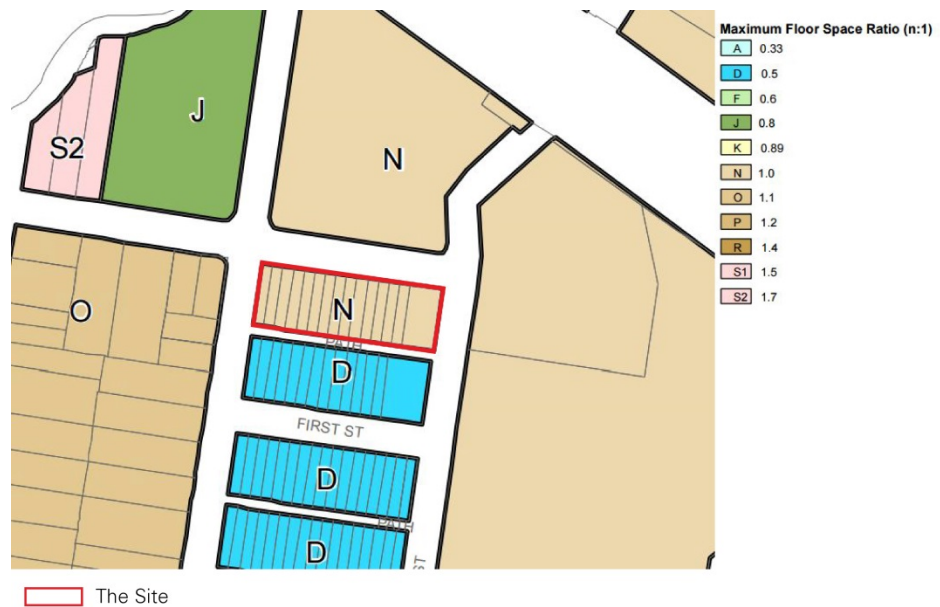 J
S2
N
O
N
PATH
D
FIRST ST
D
PATH
D
ST
Maximum Floor Space Ratio (n:1)
A 0.33
D 0.5
F 0.6
J 0.8
K 0.89
N 1.0
O 1.1
P 1.2
R 1.4
S1 1.5
S2 1.7
The Site